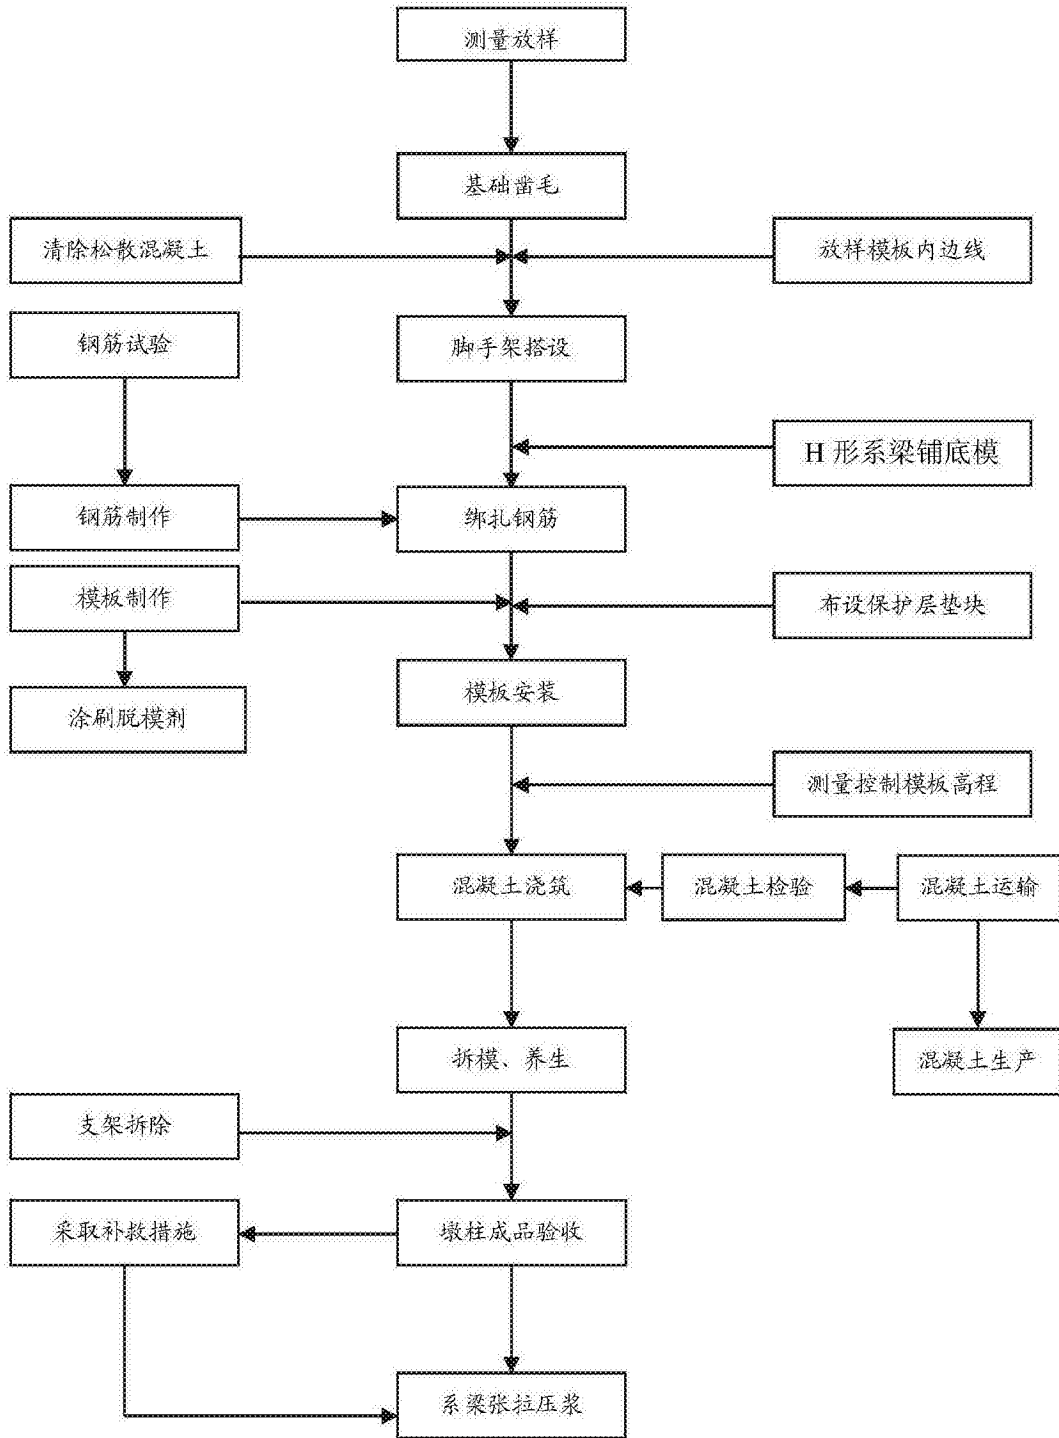 测量放样
基础凿毛
清除松散混凝土
放样模板内边线
钢筋试验
脚手架搭设
H 形系梁铺底模
钢筋制作
绑扎钢筋
模板制作
布设保护层垫块
模板安装
涂刷脱模剂
测量控制模板高程
混凝土浇筑
混凝土检验
混凝土运输
拆模、养生
混凝土生产
支架拆除
采取补救措施
墩柱成品验收
系梁张拉压浆